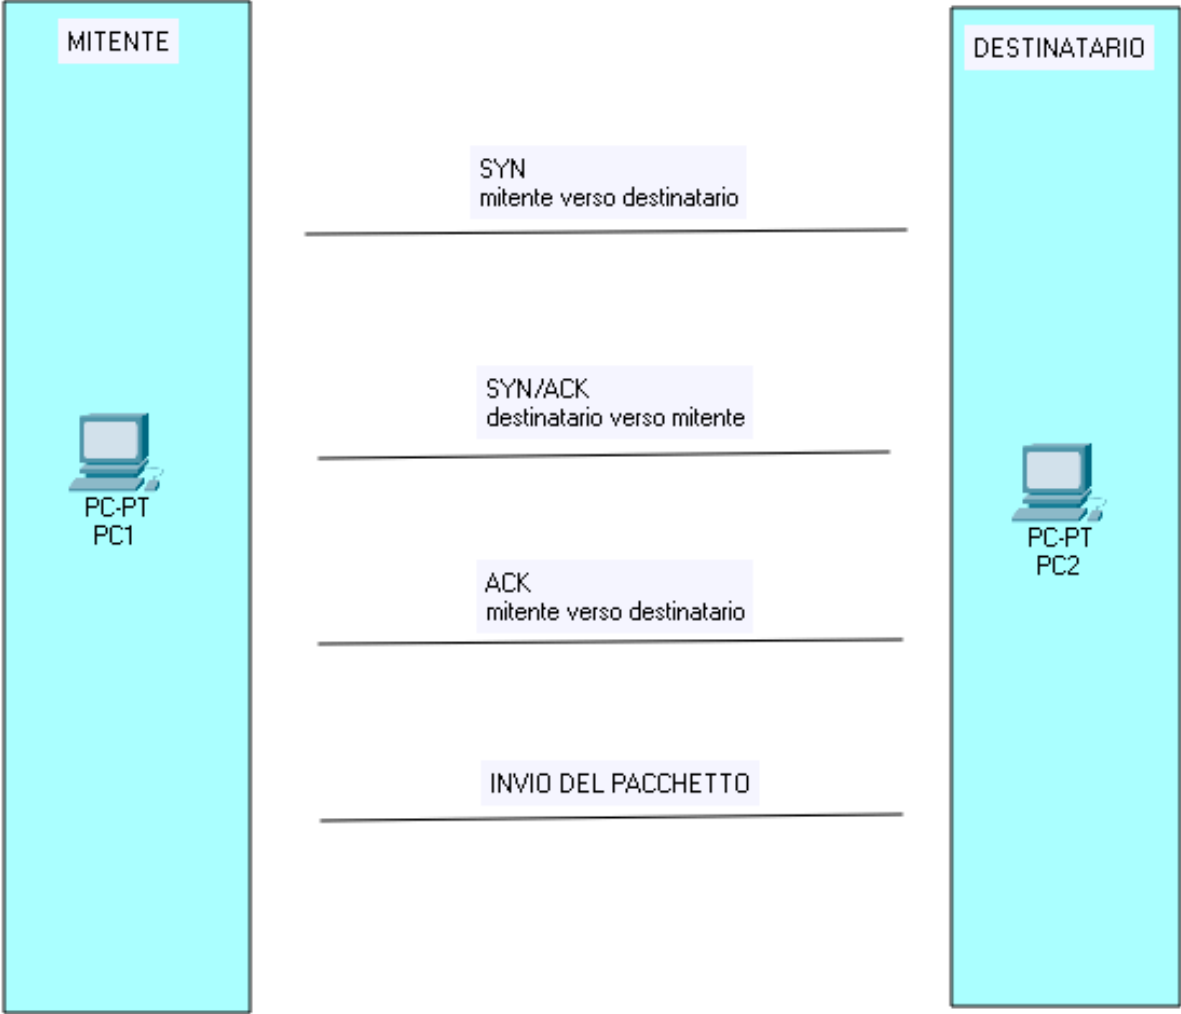 MITENTE
DESTINATARIO
SYN
mitente verso destinatario
SYN/ACK
destinatario verso mitente
PC-PT
PC1
PC-PT
PC2
ACK
mitente verso destinatario
INVIO DEL PACCHETTO